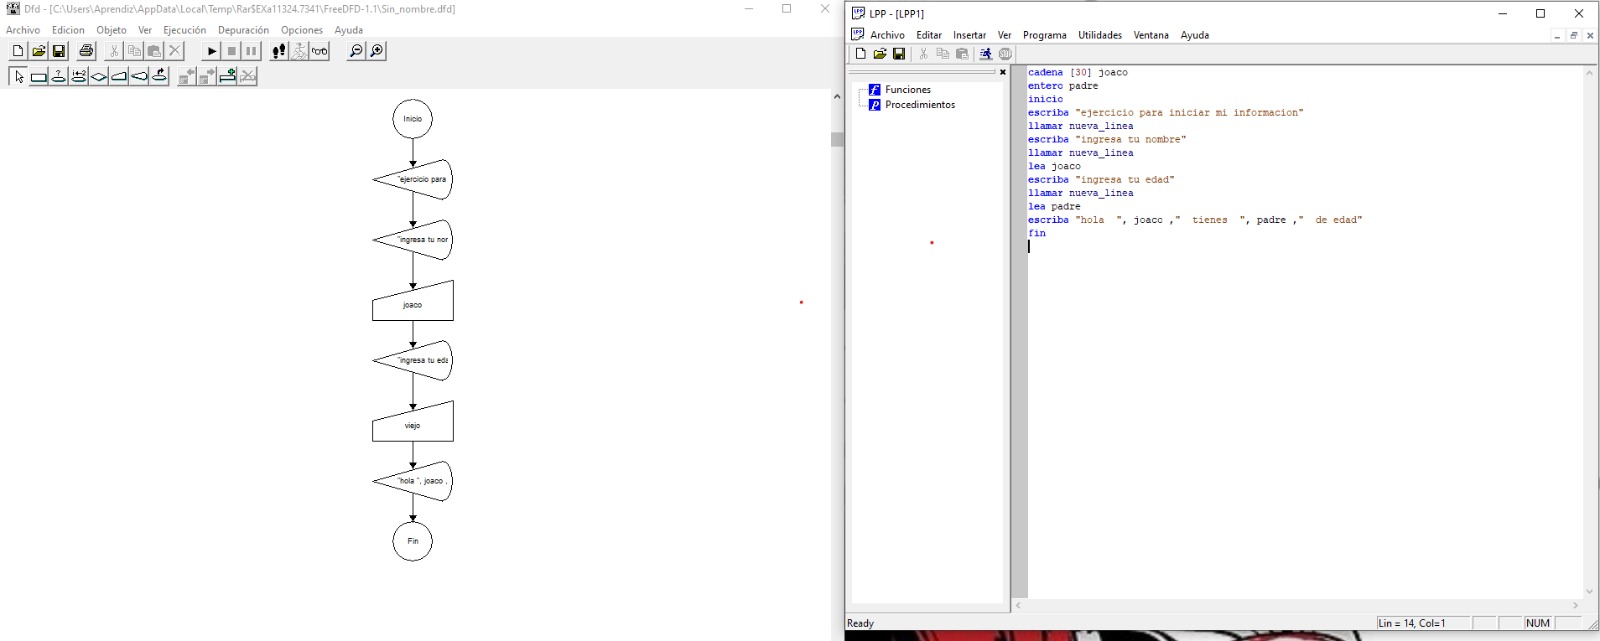 Dfd - [C:\Users\Aprendiz\AppData\Local\Temp\Rar$EXa11324.7341\FreeDFD-1.1\Sin_nombre.dfd]
Archivo Edicion Objeto Ver Ejecución Depuración Opciones Ayuda
Inicio
"ejercicio para
"ingresa tu nor
joaco
"ingresa tu eda
viejo
"hola ", joaco ,
Fin
LPP - [LPP1]
Archivo Editar Insertar Ver Programa Utilidades Ventana Ayuda
Funciones
Procedimientos
cadena [30] joaco
entero padre
inicio
escriba "ejercicio para iniciar mi informacion"
llamar nueva_linea
escriba "ingresa tu nombre"
llamar nueva_linea
lea joaco
escriba "ingresa tu edad"
llamar nueva_linea
lea padre
escriba "hola  ", joaco ,"  tienes  ", padre ,"  de edad"
fin
Ready
Lin = 14, Col=1
NUM